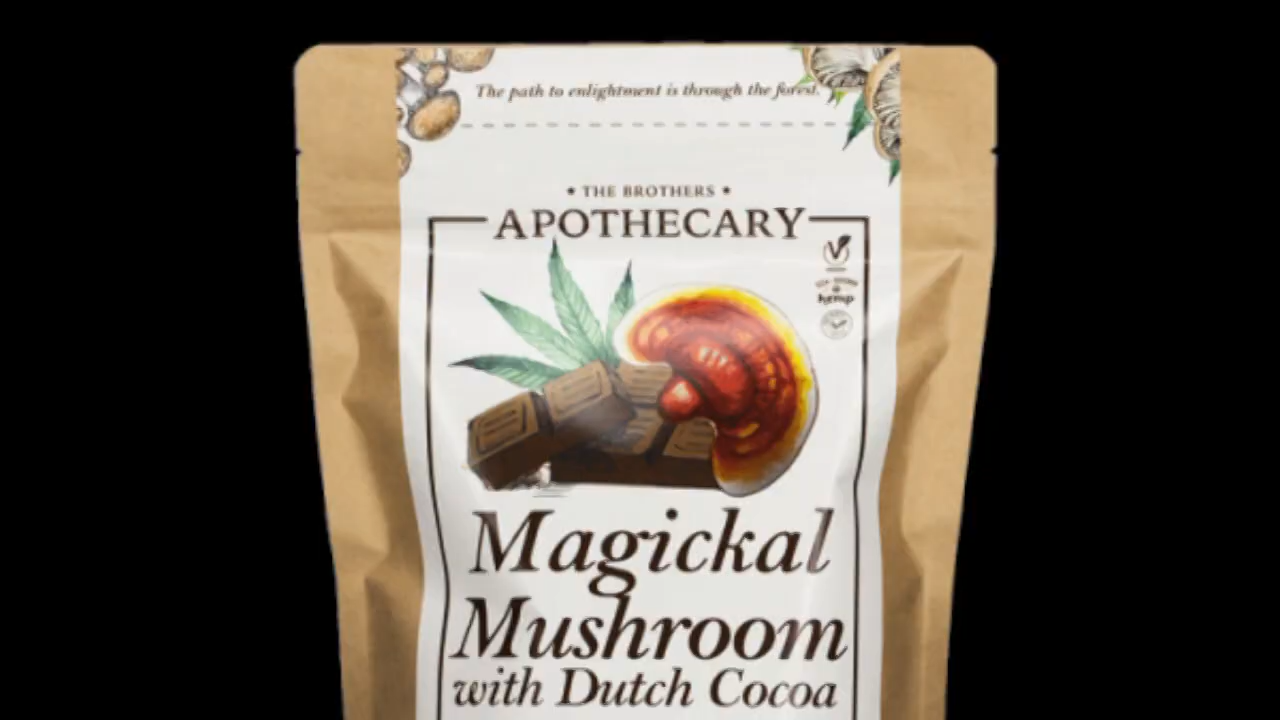 The path to enlightment is through the forest.
THE BROTHERS
APOTHECARY
hemp
Magickal
Mushroom
with Dutch Cocoa